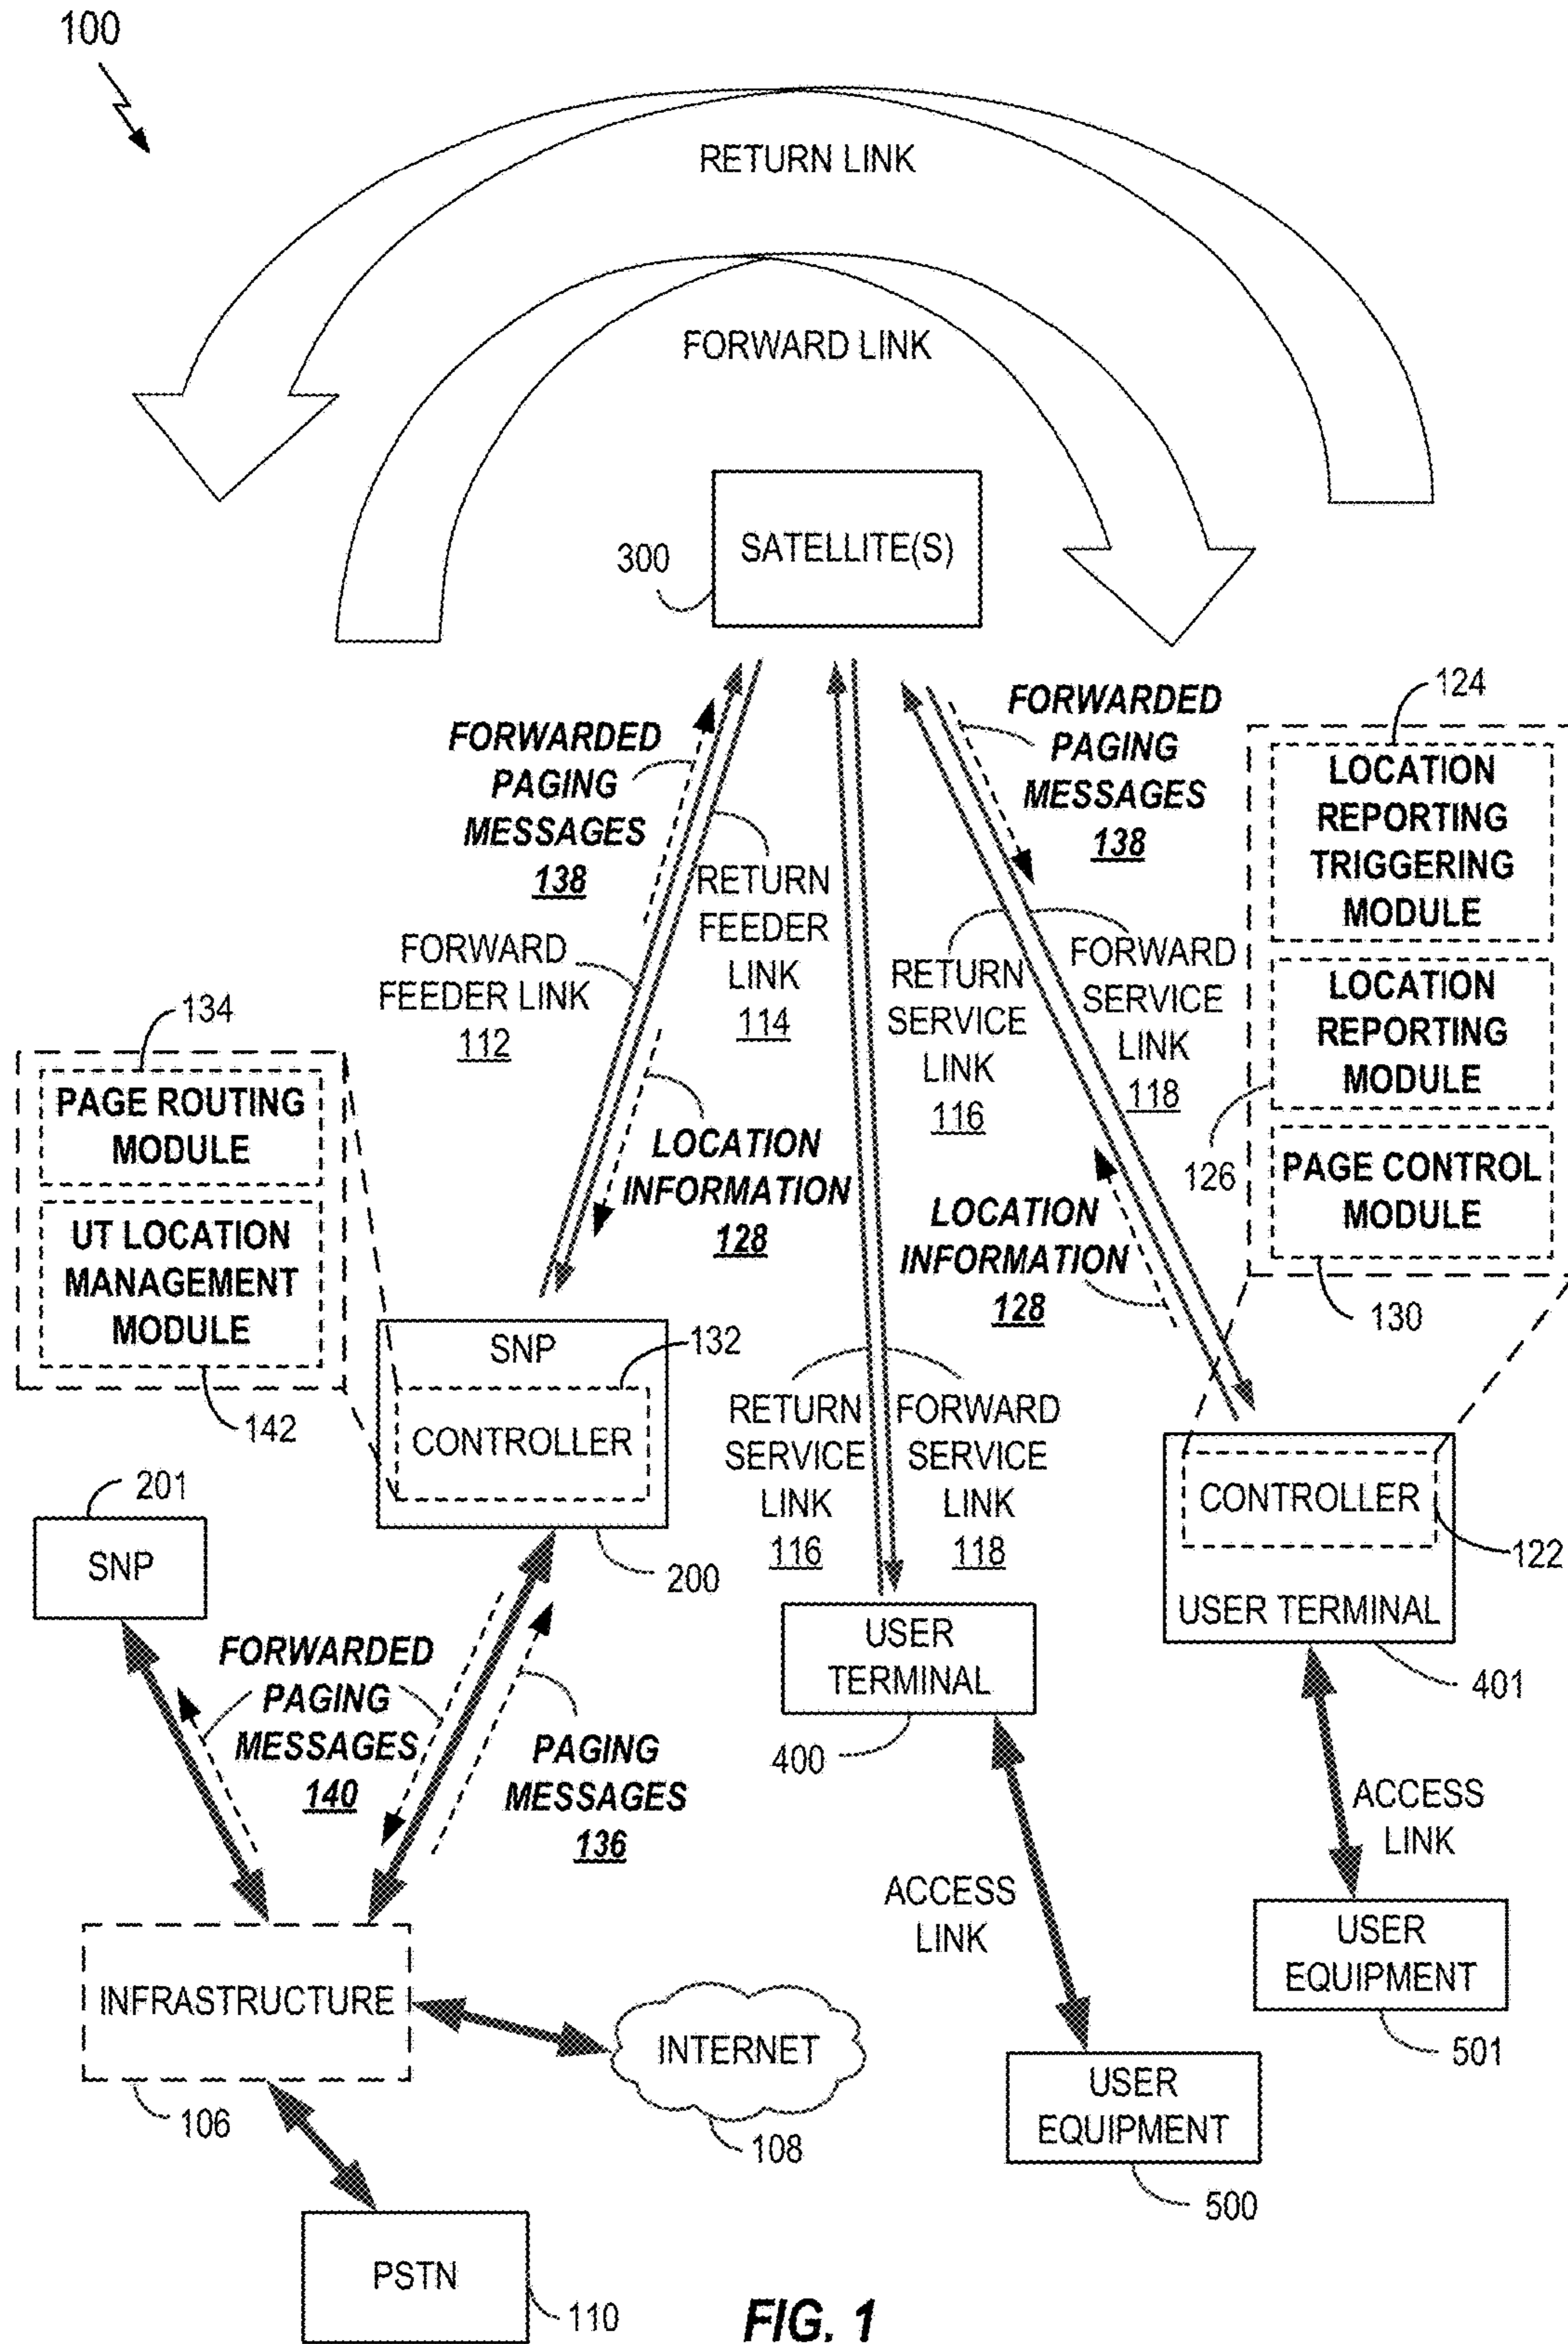 100
RETURN LINK
FORWARD LINK
SATELLITE(S)
300
FORWARDED
PAGING
MESSAGES
138
FORWARDED
PAGING
MESSAGES
138
124
LOCATION
REPORTING
TRIGGERING
MODULE
LOCATION
REPORTING
MODULE
126
PAGE CONTROL
MODULE
130
RETURN
FEEDER
LINK
114
FORWARD
FEEDER LINK
112
RETURN
SERVICE
LINK
116
FORWARD
SERVICE
LINK
118
134
PAGE ROUTING
MODULE
UT LOCATION
MANAGEMENT
MODULE
142
LOCATION
INFORMATION
128
LOCATION
INFORMATION
128
SNP
132
CONTROLLER
200
RETURN
SERVICE
LINK
116
FORWARD
SERVICE
LINK
118
CONTROLLER
122
USER TERMINAL
401
201
SNP
FORWARDED
PAGING
MESSAGES
140
PAGING
MESSAGES
136
USER
TERMINAL
400
ACCESS
LINK
ACCESS
LINK
USER
EQUIPMENT
501
INFRASTRUCTURE
106
INTERNET
108
USER
EQUIPMENT
500
PSTN
110
FIG. 1